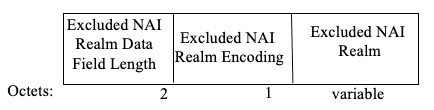 Excluded NAI
Realm Data
Field Length
Excluded NAI
Realm Encoding
Excluded NAI
Realm
Octets: 2 1 variable